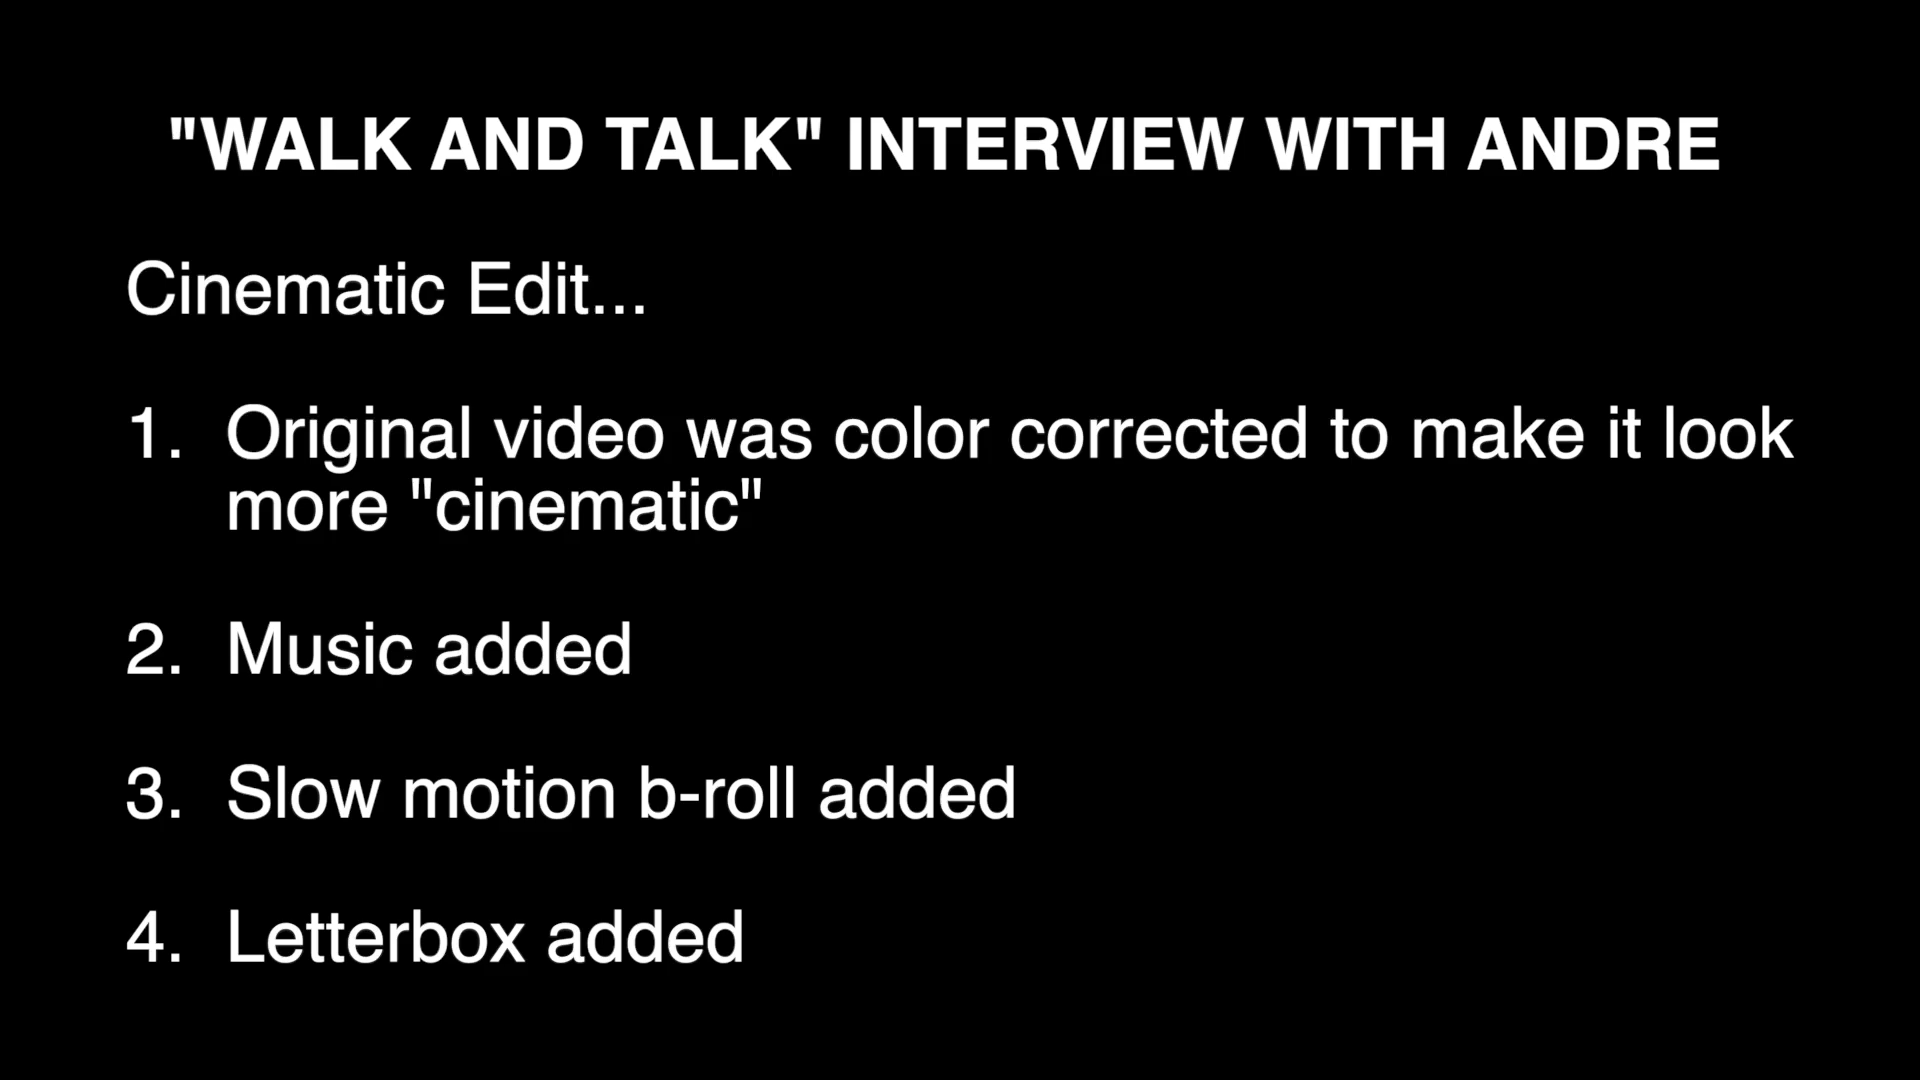 "WALK AND TALK" INTERVIEW WITH ANDRE
Cinematic Edit...
1. Original video was color corrected to make it look
more "cinematic"
2. Music added
3. Slow motion b-roll added
4. Letterbox added